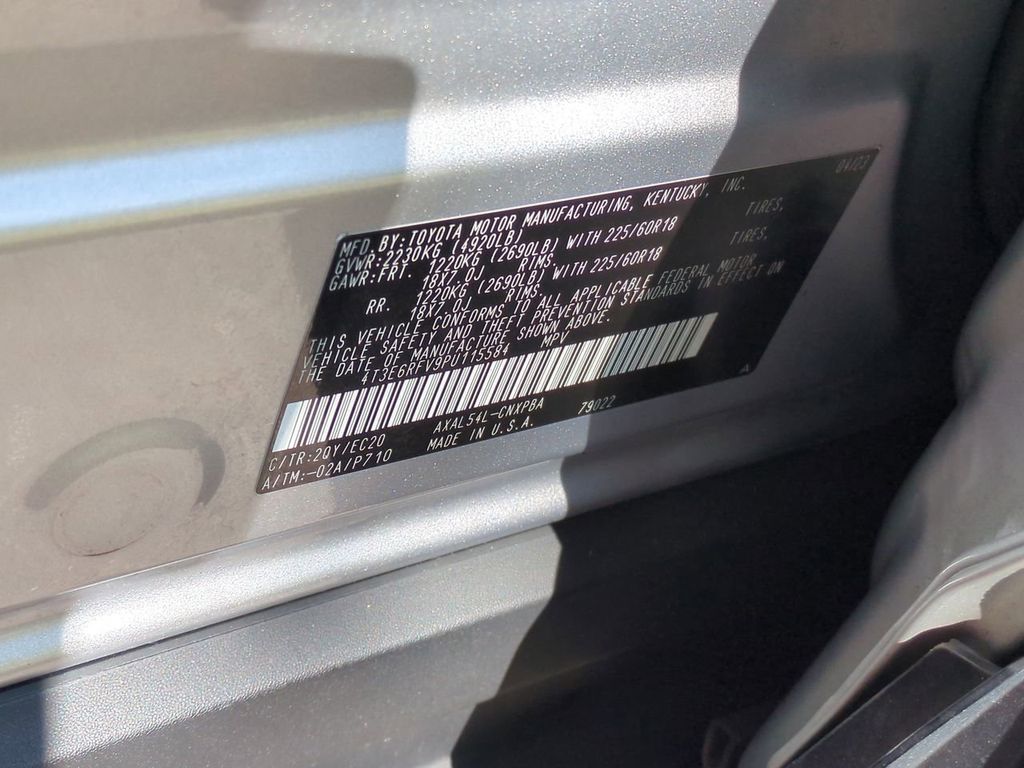 01/23
MFD. BY: TOYOTA MOTOR MANUFACTURING, KENTUCKY, INC.
GVWR: 2230KG (4920LB)
GAWR: FRT. 1220KG (2690LB) WITH 225/60R18 TIRES,
18X7.0J RIMS
RR. 1220KG (2690LB) WITH 225/60R18 TIRES,
18X7.0J RIMS
THIS VEHICLE CONFORMS TO ALL APPLICABLE FEDERAL MOTOR
VEHICLE SAFETY AND THEFT PREVENTION STANDARDS IN EFFECT ON
THE DATE OF MANUFACTURE SHOWN ABOVE.
4T3E6RFV9PU115584 MPV
A
AXAL54L-CNXPBA 79022
C/TR: 20Y/EC20 MADE IN U.S.A.
A/TM: -02A/P710